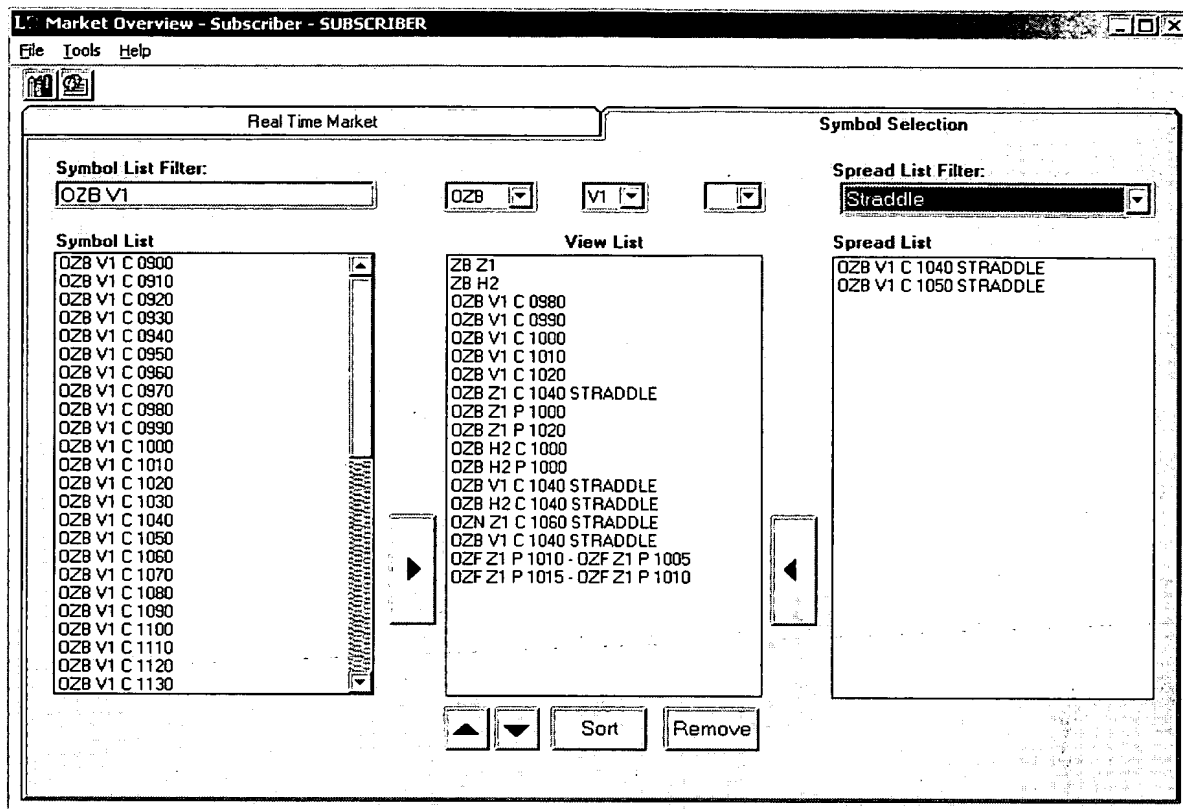 Market Overview - Subscriber - SUBSCRIBER
File Tools Help
Real Time Market
Symbol Selection
Symbol List Filter:
OZB V1
OZB
V1
Spread List Filter:
Straddle
Symbol List
OZB V1 C 0900
OZB V1 C 0910
OZB V1 C 0920
OZB V1 C 0930
OZB V1 C 0940
OZB V1 C 0950
OZB V1 C 0960
OZB V1 C 0970
OZB V1 C 0980
OZB V1 C 0990
OZB V1 C 1000
OZB V1 C 1010
OZB V1 C 1020
OZB V1 C 1030
OZB V1 C 1040
OZB V1 C 1050
OZB V1 C 1060
OZB V1 C 1070
OZB V1 C 1080
OZB V1 C 1090
OZB V1 C 1100
OZB V1 C 1110
OZB V1 C 1120
OZB V1 C 1130
View List
ZB Z1
ZB H2
OZB V1 C 0980
OZB V1 C 0990
OZB V1 C 1000
OZB V1 C 1010
OZB V1 C 1020
OZB Z1 C 1040 STRADDLE
OZB Z1 P 1000
OZB Z1 P 1020
OZB H2 C 1000
OZB H2 P 1000
OZB V1 C 1040 STRADDLE
OZB H2 C 1040 STRADDLE
OZN Z1 C 1060 STRADDLE
OZB V1 C 1040 STRADDLE
OZF Z1 P 1010 - OZF Z1 P 1005
OZF Z1 P 1015 - OZF Z1 P 1010
Spread List
OZB V1 C 1040 STRADDLE
OZB V1 C 1050 STRADDLE
Sort
Remove